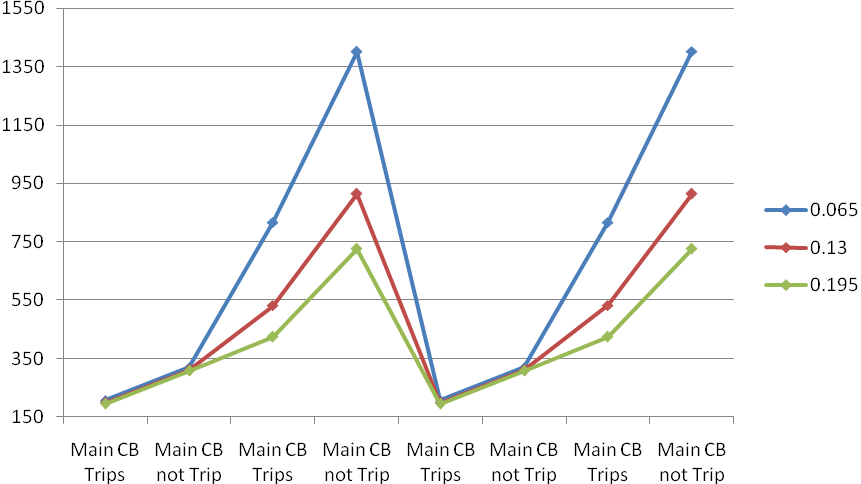 1550
1350
1150
950
750
550
350
150
Main CB
Trips
Main CB
not Trip
Main CB
Trips
Main CB
not Trip
Main CB
Trips
Main CB
not Trip
Main CB
Trips
Main CB
not Trip
0.065
0.13
0.195